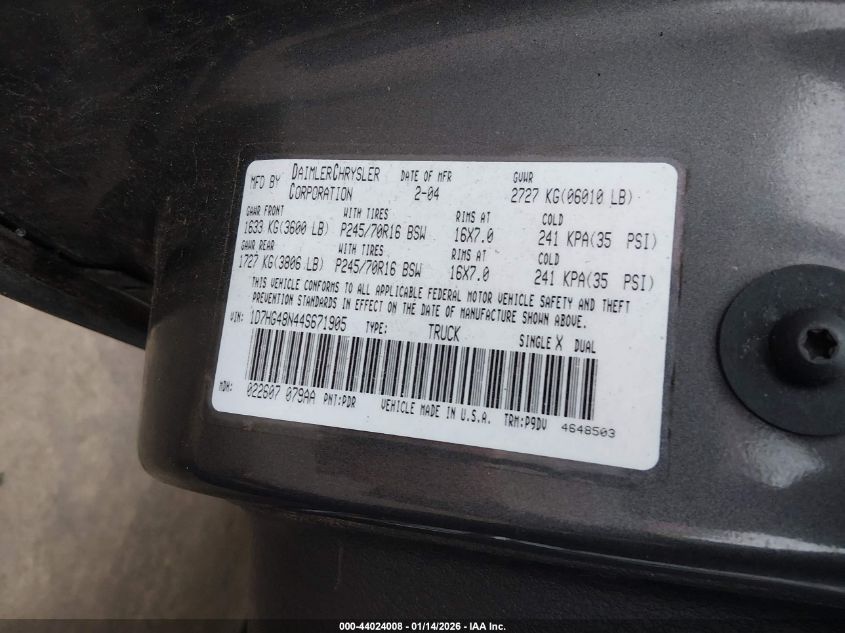 MFD BY DAIMLERCHRYSLER CORPORATION DATE OF MFR 2-04 GVWR 2727 KG(06010 LB)
GAWR FRONT WITH TIRES RIMS AT COLD
1633 KG(3600 LB) P245/70R16 BSW 16X7.0 241 KPA(35 PSI)
GAWR REAR WITH TIRES RIMS AT COLD
1727 KG(3806 LB) P245/70R16 BSW 16X7.0 241 KPA(35 PSI)
THIS VEHICLE CONFORMS TO ALL APPLICABLE FEDERAL MOTOR VEHICLE SAFETY AND THEFT
PREVENTION STANDARDS IN EFFECT ON THE DATE OF MANUFACTURE SHOWN ABOVE.
VIN: 1D7HG48N44S671905 TYPE: TRUCK SINGLE X DUAL
MDH: 022607 079AA PNT:PDR VEHICLE MADE IN U.S.A. TRM:P9DV 4648503
000-44024008 - 01/14/2026 - IAA Inc.